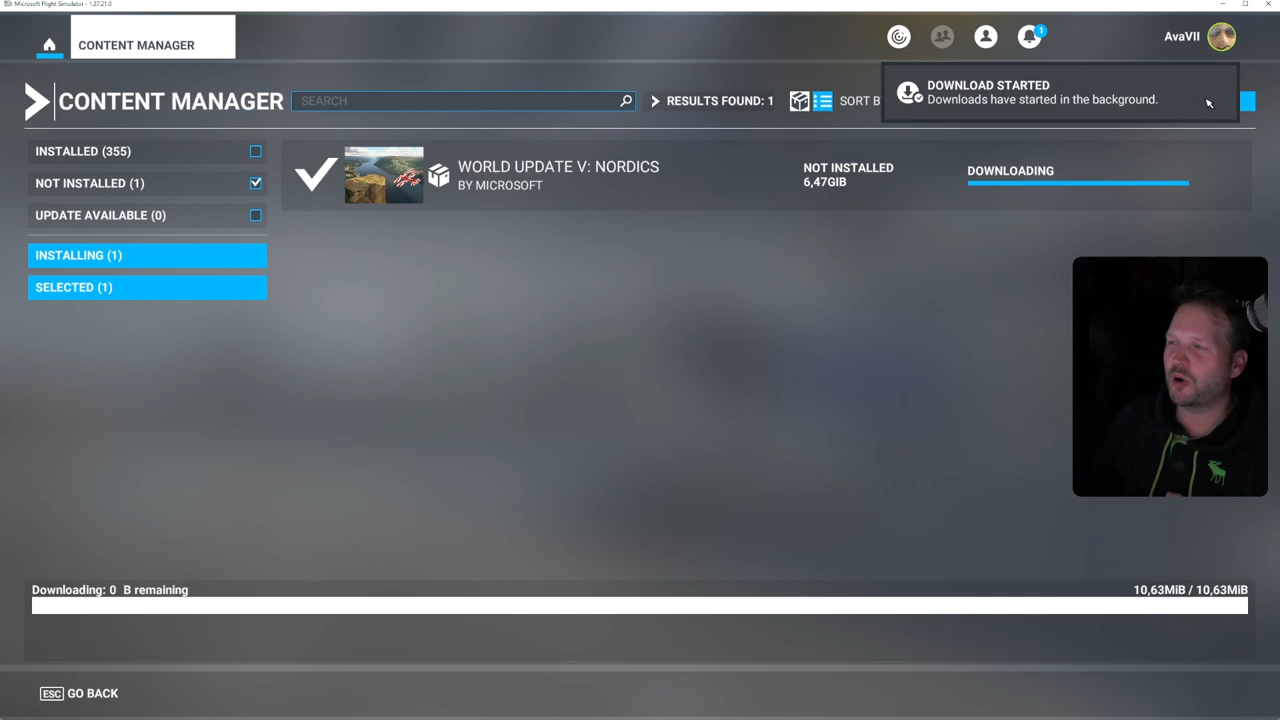 Microsoft Flight Simulator - 1.27.21.0
CONTENT MANAGER
1
AvaVII
CONTENT MANAGER
SEARCH
RESULTS FOUND: 1
SORT B
DOWNLOAD STARTED
Downloads have started in the background.
INSTALLED (355)
NOT INSTALLED (1)
UPDATE AVAILABLE (0)
INSTALLING (1)
SELECTED (1)
WORLD UPDATE V: NORDICS
BY MICROSOFT
NOT INSTALLED
6,47GIB
DOWNLOADING
Downloading: 0 B remaining
10,63MiB / 10,63MiB
ESC GO BACK